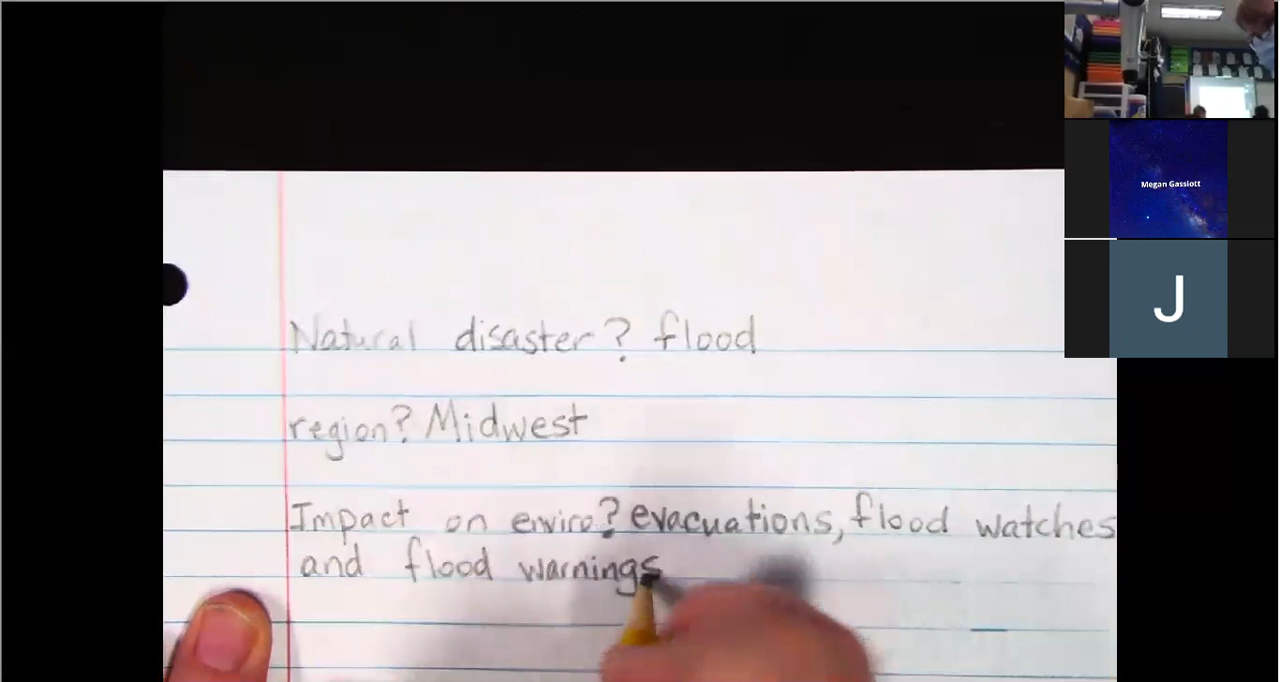 Natural disaster? flood
region? Midwest
Impact on enviro? evacuations, flood watches
and flood warnings
Megan Gassiott
J